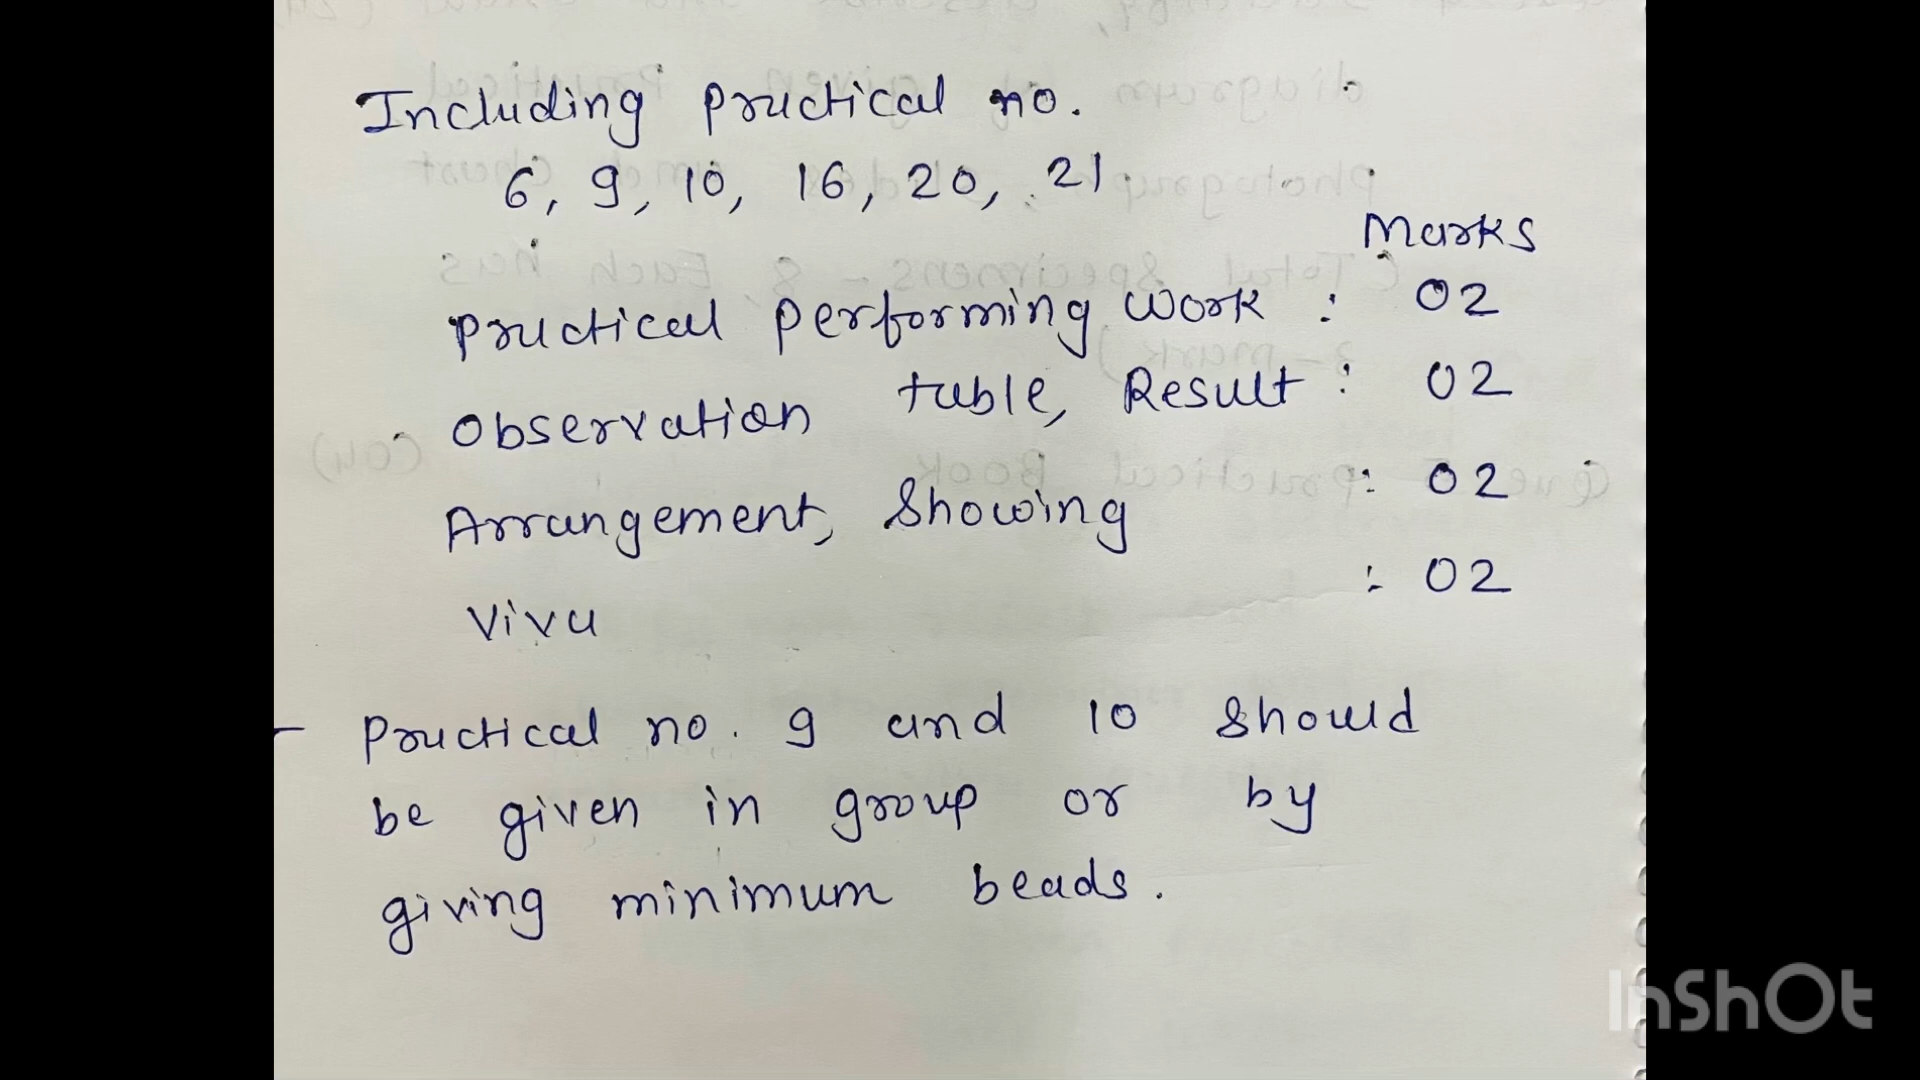 Including practical no.
6, 9, 10, 16, 20, 21
Marks
practical performing work : 02
Observation table, Result : 02
Arrangement, Showing : 02
Viva : 02
- practical no. 9 and 10 should
be given in group or by
giving minimum beads.
InShOt